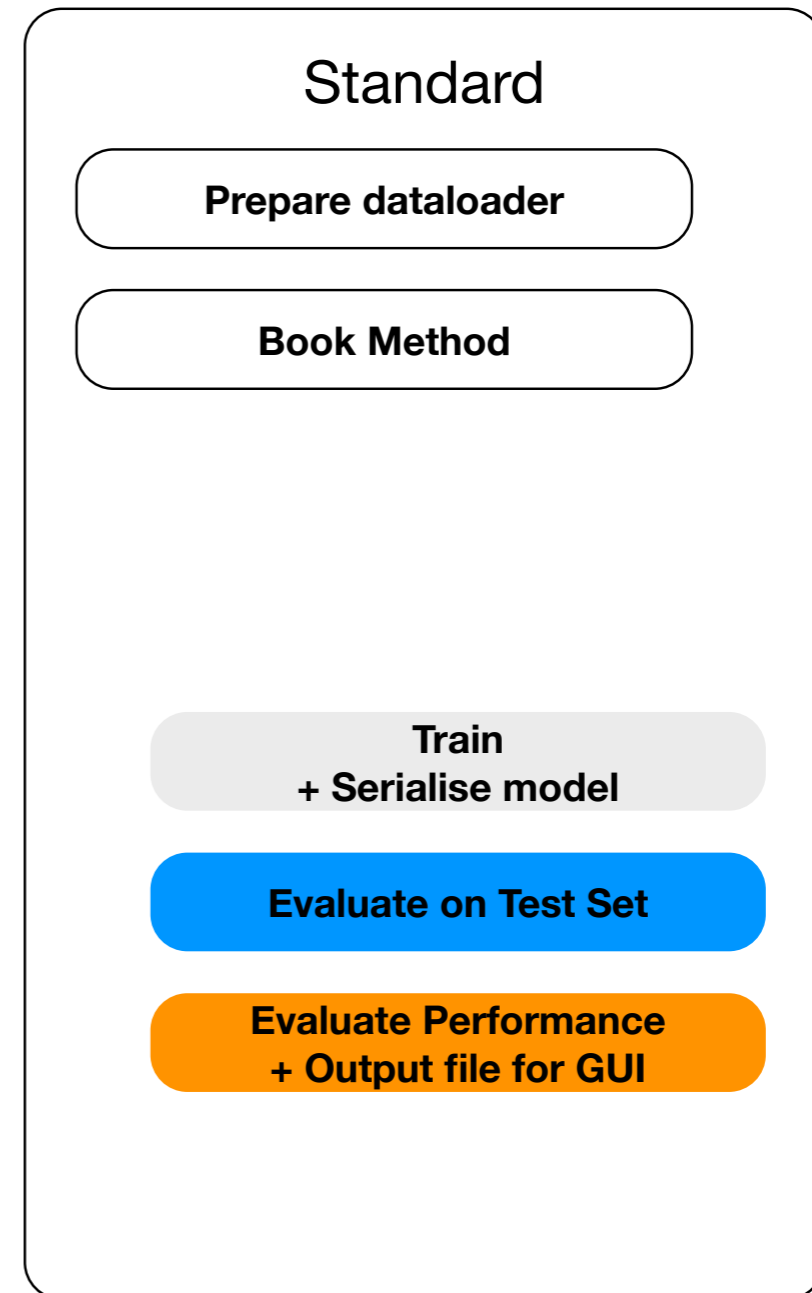 Standard
Prepare dataloader
Book Method
Train
+ Serialise model
Evaluate on Test Set
Evaluate Performance
+ Output file for GUI